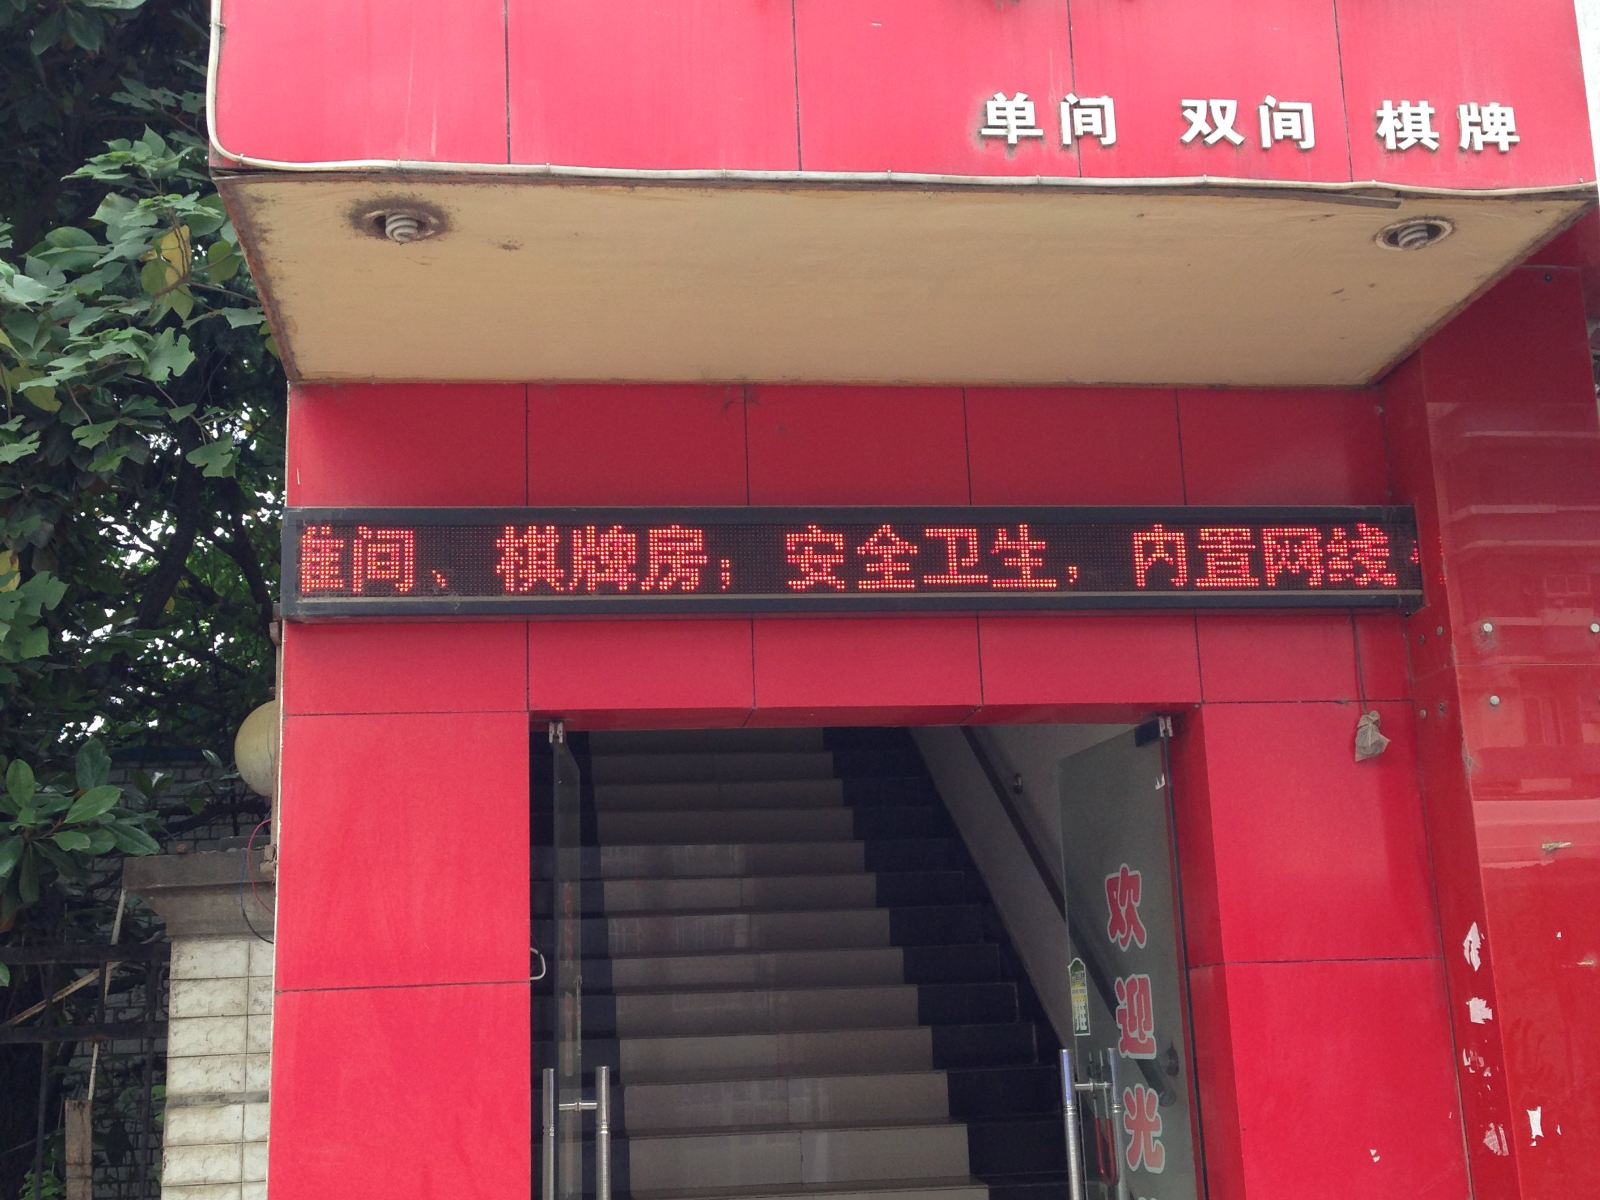 单间 双间 棋牌
准间、棋牌房；安全卫生，内置网线
欢迎光